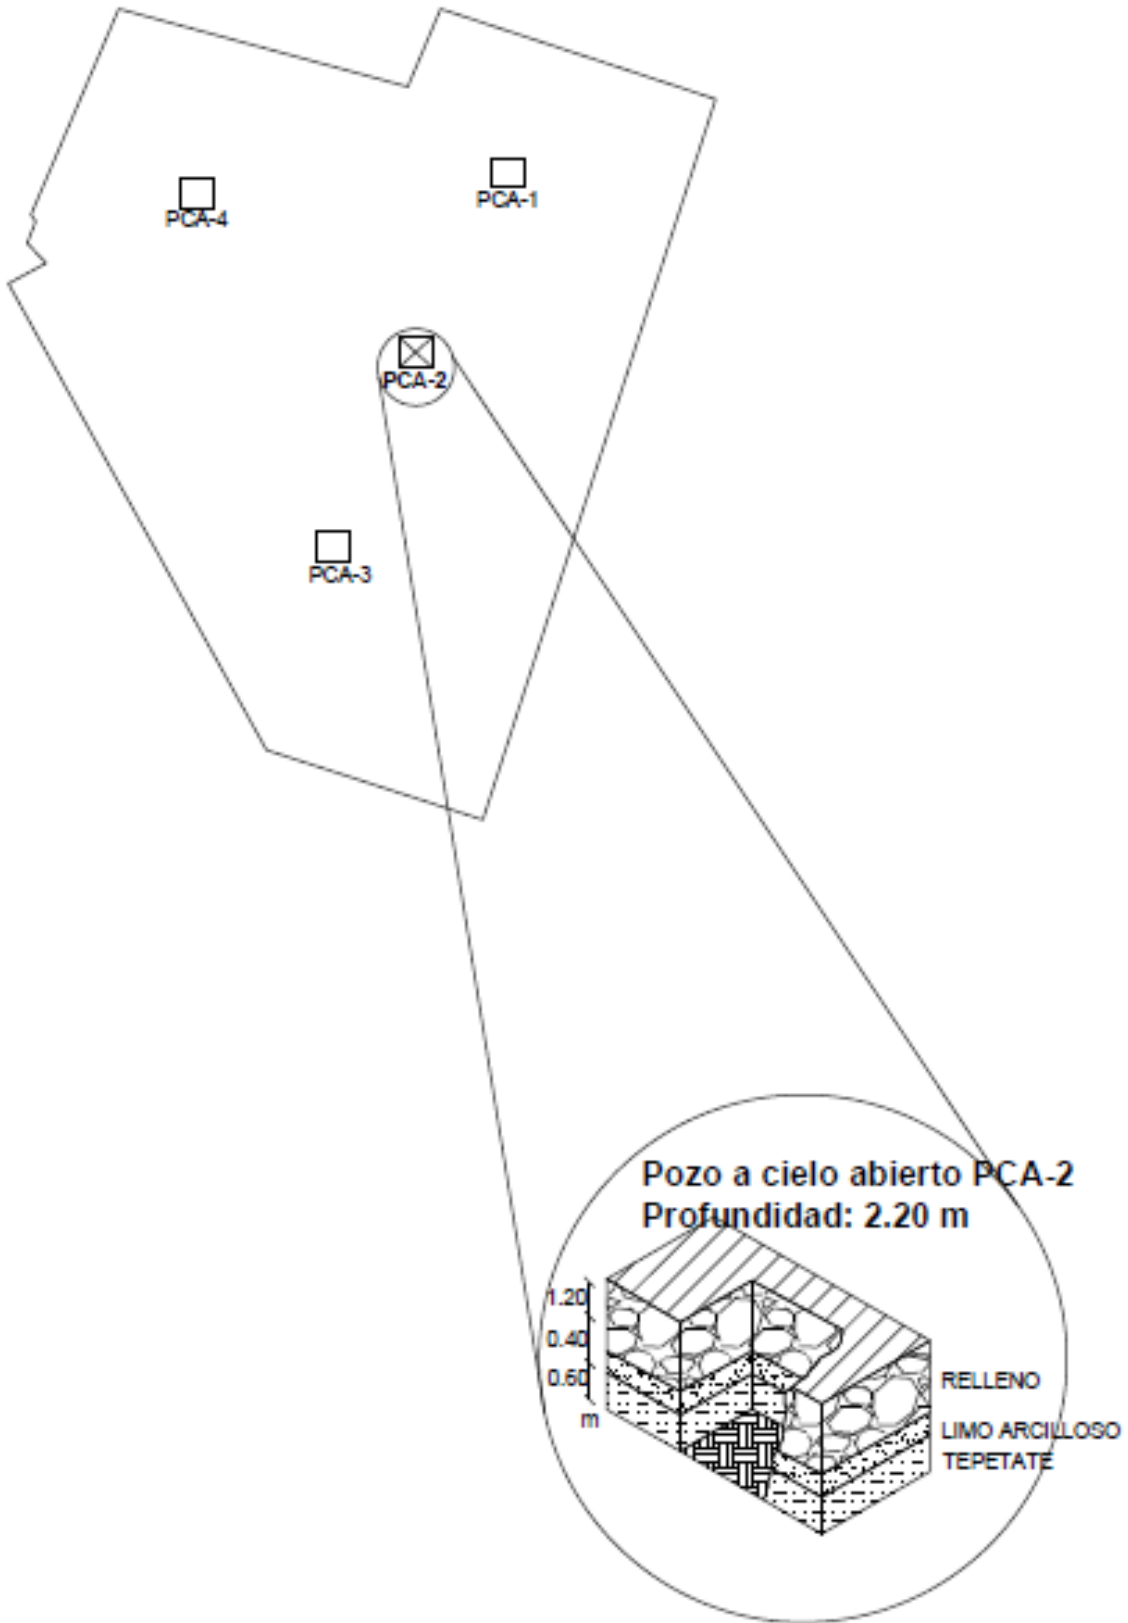 PCA-1
PCA-4
PCA-2
PCA-3
Pozo a cielo abierto PCA-2
Profundidad: 2.20 m
1.20
0.40
0.60
m
RELLENO
LIMO ARCILLOSO
TEPETATE